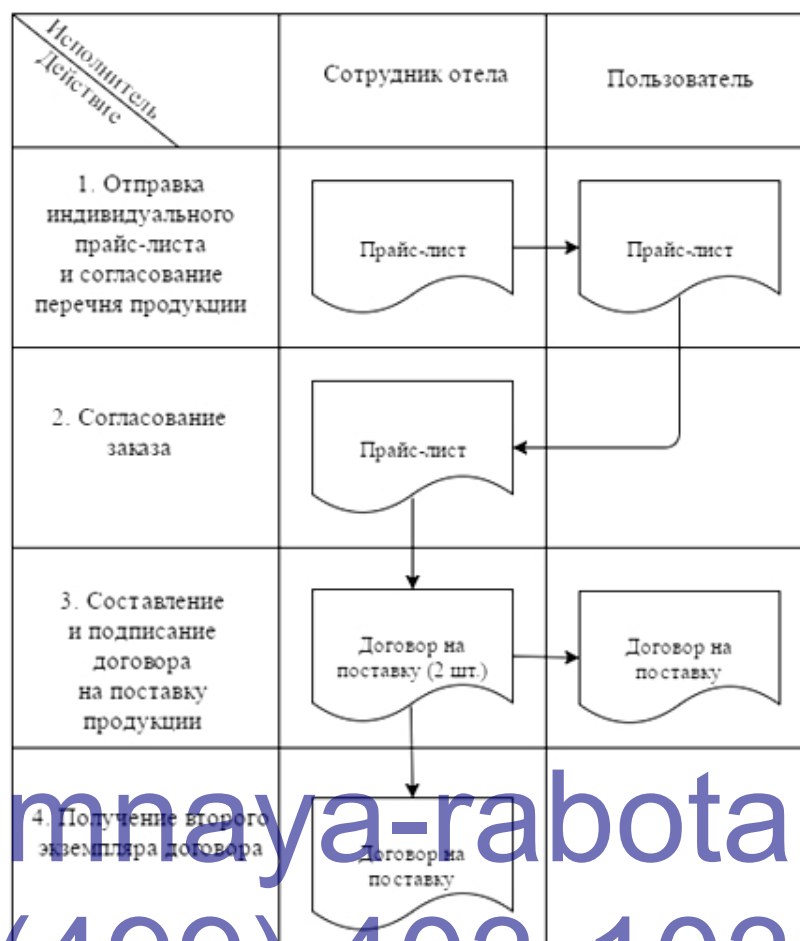 Исполнитель
Действие
Сотрудник отела
Пользователь
1. Отправка
индивидуального
прайс-листа
и согласование
перечня продукции
Прайс-лист
Прайс-лист
2. Согласование
заказа
Прайс-лист
3. Составление
и подписание
договора
на поставку
продукции
Договор на
поставку (2 шт.)
Договор на
поставку
4. Получение второго
экземпляра договора
Договор на
поставку
mnaya-rabota